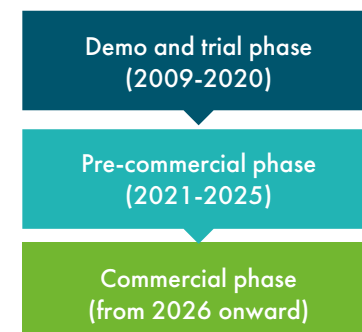 Demo and trial phase
(2009-2020)
Pre-commercial phase
(2021-2025)
Commercial phase
(from 2026 onward)